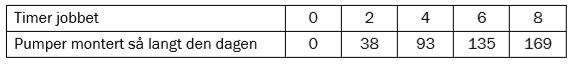 Timer jobbet 0 2 4 6 8
Pumper montert så langt den dagen 0 38 93 135 169